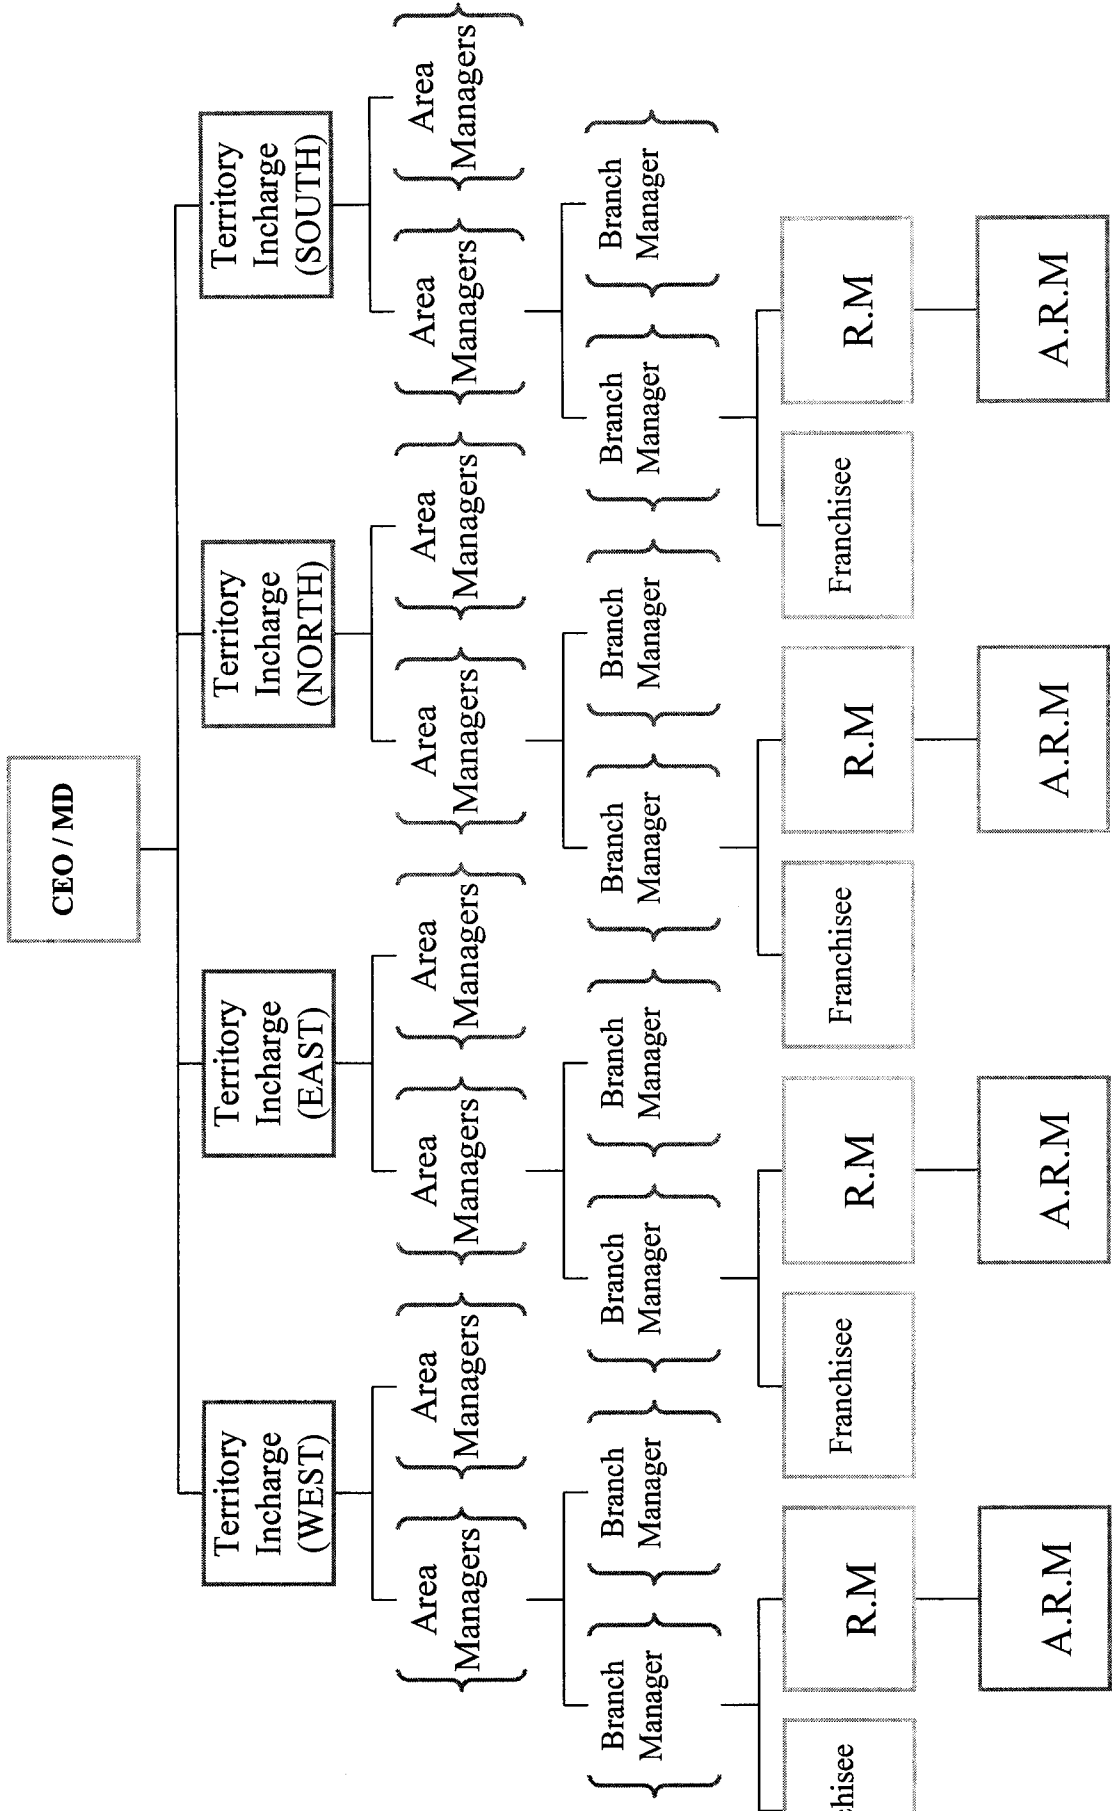 CEO / MD
Territory
Incharge
(WEST)
Territory
Incharge
(EAST)
Territory
Incharge
(NORTH)
Territory
Incharge
(SOUTH)
Area
Managers
Area
Managers
Area
Managers
Area
Managers
Area
Managers
Area
Managers
Area
Managers
Area
Managers
Branch
Manager
Branch
Manager
Branch
Manager
Branch
Manager
Branch
Manager
Branch
Manager
Branch
Manager
Branch
Manager
R.M
Franchisee
R.M
Franchisee
R.M
Franchisee
R.M
A.R.M
A.R.M
A.R.M
A.R.M